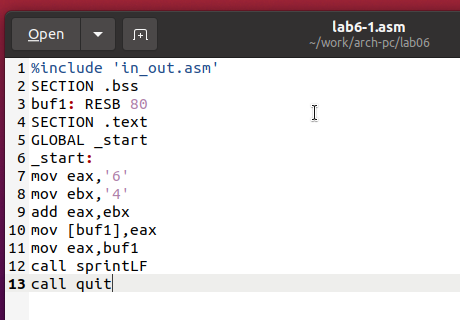 Open
lab6-1.asm
~/work/arch-pc/lab06
1 %include 'in_out.asm'
2 SECTION .bss
3 buf1: RESB 80
4 SECTION .text
5 GLOBAL _start
6 _start:
7 mov eax,'6'
8 mov ebx,'4'
9 add eax,ebx
10 mov [buf1],eax
11 mov eax,buf1
12 call sprintLF
13 call quit